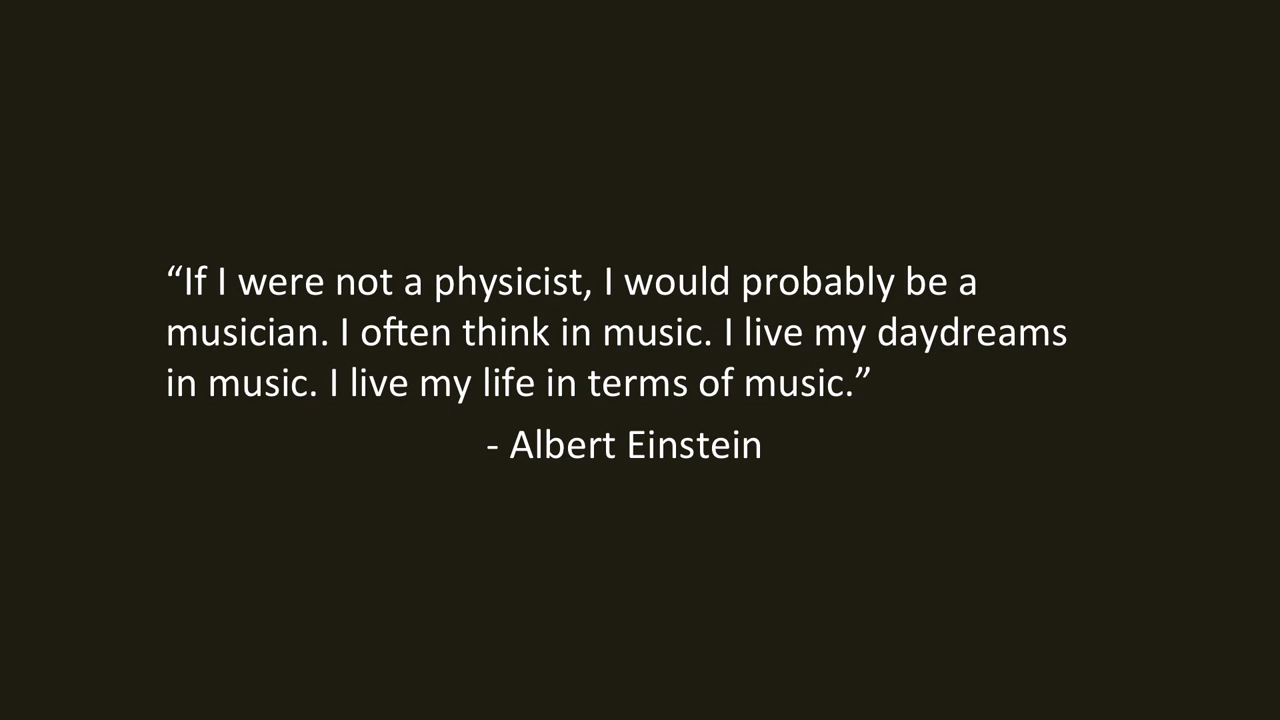 “If I were not a physicist, I would probably be a
musician. I often think in music. I live my daydreams
in music. I live my life in terms of music.”
- Albert Einstein